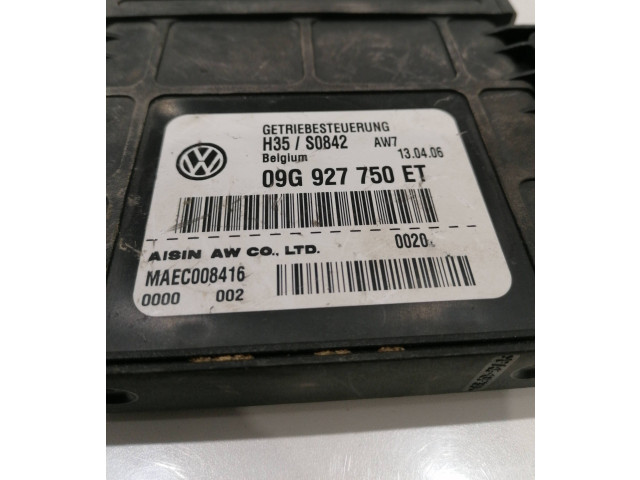 GETRIEBESTEUERUNG
H35 / S0842 AW7
Belgium 13.04.06
09G 927 750 ET
AISIN AW CO., LTD. 0020
MAEC008416
0000 002